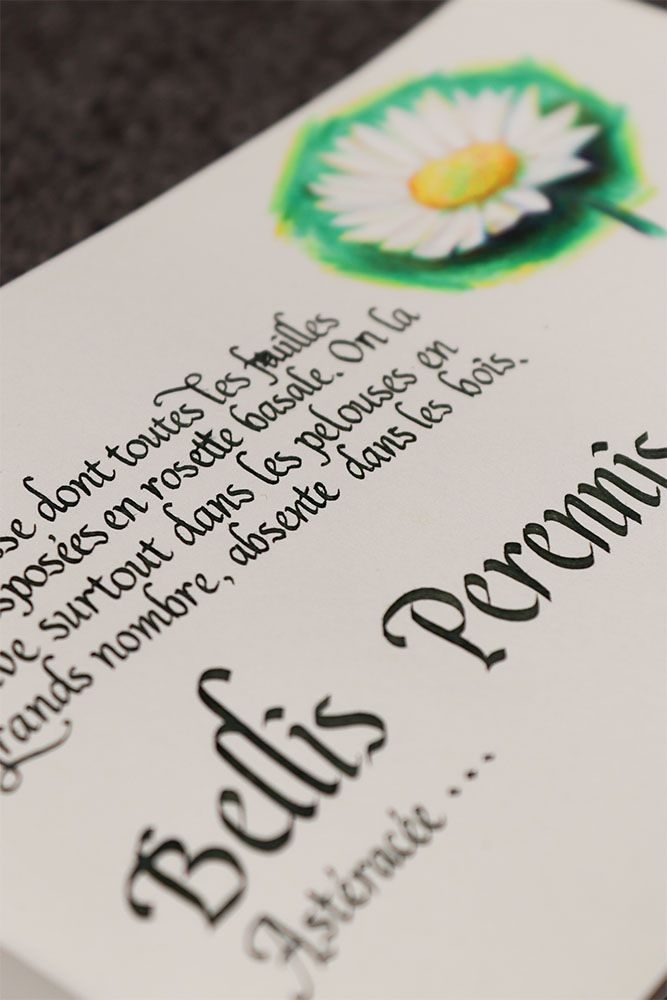 se dont toutes les feuilles
sposées en rosette basale. On la
ve surtout dans les pelouses en
grands nombre, absente dans les bois.
Bellis Perennis
Astéracée ...